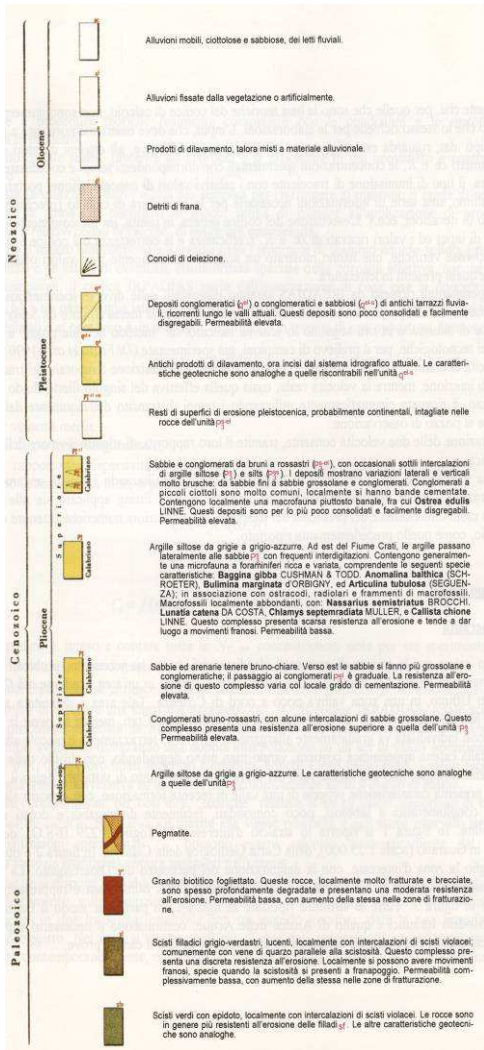 Neozoico
Olocene
Alluvioni mobili, ciottolose e sabbiose, dei letti fluviali.
Alluvioni fissate dalla vegetazione o artificialmente.
Prodotti di dilavamento, talora misti a materiale alluvionale.
Detriti di frana.
Conoidi di deiezione.
Pleistocene
Depositi conglomeratici (qcl) o conglomeratici e sabbiosi (qcl-s) di antichi tarrazzi fluvia-
li, ricorrenti lungo le valli attuali. Questi depositi sono poco consolidati e facilmente
disgregabili. Permeabilità elevata.
Antichi prodotti di dilavamento, ora incisi dal sistema idrografico attuale. Le caratteri-
stiche geotecniche sono analoghe a quelle riscontrabili nell'unità qcl-s
Resti di superfici di erosione pleistocenica, probabilmente continentali, intagliate nelle
rocce dell'unità
Cenozoico
Pliocene
Superiore
Calabriano
Sabbie e conglomerati da bruni a rossastri, con occasionali sottili intercalazioni
di argille siltose e silts. I depositi mostrano variazioni laterali e verticali
molto brusche: da sabbie fini a sabbie grossolane e conglomerati. Conglomerati a
piccoli ciottoli sono molto comuni, localmente si hanno bande cementate.
Contengono localmente una macrofauna piuttosto banale, fra cui Ostrea edulis
LINNE. Questi depositi sono per lo più poco consolidati e facilmente disgregabili.
Permeabilità elevata.
Calabriano
Argille siltose da grigie a grigio-azzurre. Ad est del Fiume Crati, le argille passano
lateralmente alle sabbie con frequenti interdigitazioni. Contengono generalmen-
te una microfauna a foraminiferi ricca e variata, comprendente le seguenti specie
caratteristiche: Baggina gibba CUSHMAN & TODD. Anomalina balthica (SCH-
ROETER), Bulimina marginata d'ORBIGNY, ed Articulina tubulosa (SEGUEN-
ZA); in associazione con ostracodi, radiolari e frammenti di macrofossili.
Macrofossili localmente abbondanti, con: Nassarius semistriatus BROCCHI.
Lunatia catena DA COSTA, Chlamys septemradiata MULLER, e Callista chione
LINNE. Questo complesso presenta scarsa resistenza all'erosione e tende a dar
luogo a movimenti franosi. Permeabilità bassa.
Superiore
Calabriano
Sabbie ed arenarie tenere bruno-chiare. Verso est le sabbie si fanno più grossolane e
conglomeratiche; il passaggio ai conglomerati è graduale. La resistenza all'ero-
sione di questo complesso varia col locale grado di cementazione. Permeabilità
elevata.
Calabriano
Conglomerati bruno-rossastri, con alcune intercalazioni di sabbie grossolane. Questo
complesso presenta una resistenza all'erosione superiore a quella dell'unità
Permeabilità elevata.
Medio-sup.
Argille siltose da grigie a grigio-azzurre. Le caratteristiche geotecniche sono analoghe
a quelle dell'unità
Paleozoico
Pegmatite.
Granito biotitico fogliettato. Queste rocce, localmente molto fratturate e brecciate,
sono spesso profondamente degradate e presentano una moderata resistenza
all'erosione. Permeabilità bassa, con aumento della stessa nelle zone di fratturazio-
ne.
Scisti filladici grigio-verdastri, lucenti, localmente con intercalazioni di scisti violacei;
comunemente con vene di quarzo parallele alla scistosità. Questo complesso pre-
senta una discreta resistenza all'erosione. Localmente si possono avere movimenti
franosi, specie quando la scistosità si presenti a franapoggio. Permeabilità com-
plessivamente bassa, con aumento della stessa nelle zone di fratturazione.
Scisti verdi con epidoto, localmente con intercalazioni di scisti violacei. Le rocce sono
in genere più resistenti all'erosione delle filladi sf. Le altre caratteristiche geotecni-
che sono analoghe.